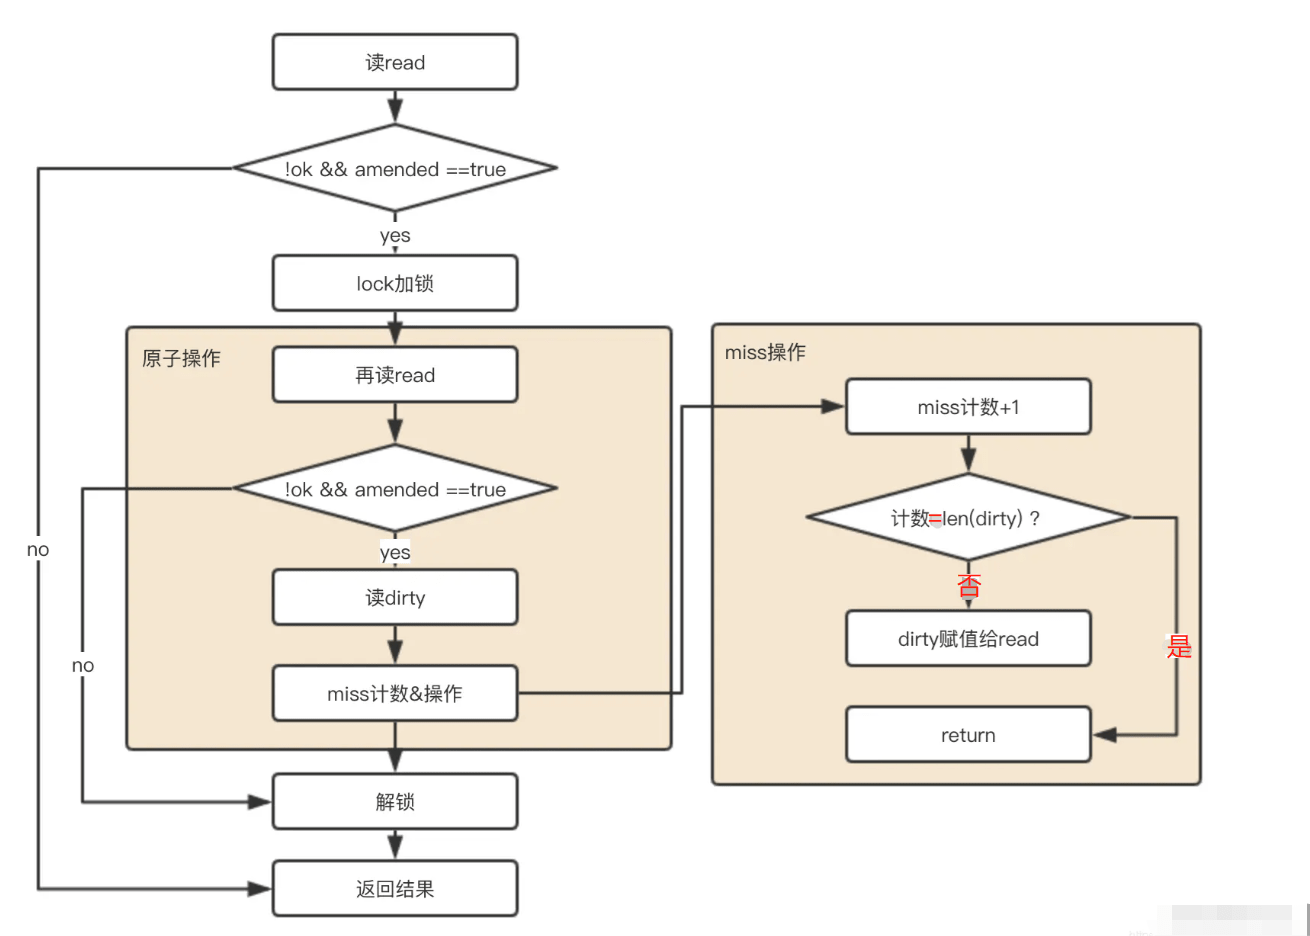 读read
!ok && amended ==true
yes
lock加锁
原子操作
再读read
!ok && amended ==true
yes
读dirty
miss计数&操作
no
no
解锁
返回结果
miss操作
miss计数+1
计数=len(dirty) ?
否
dirty赋值给read
是
return